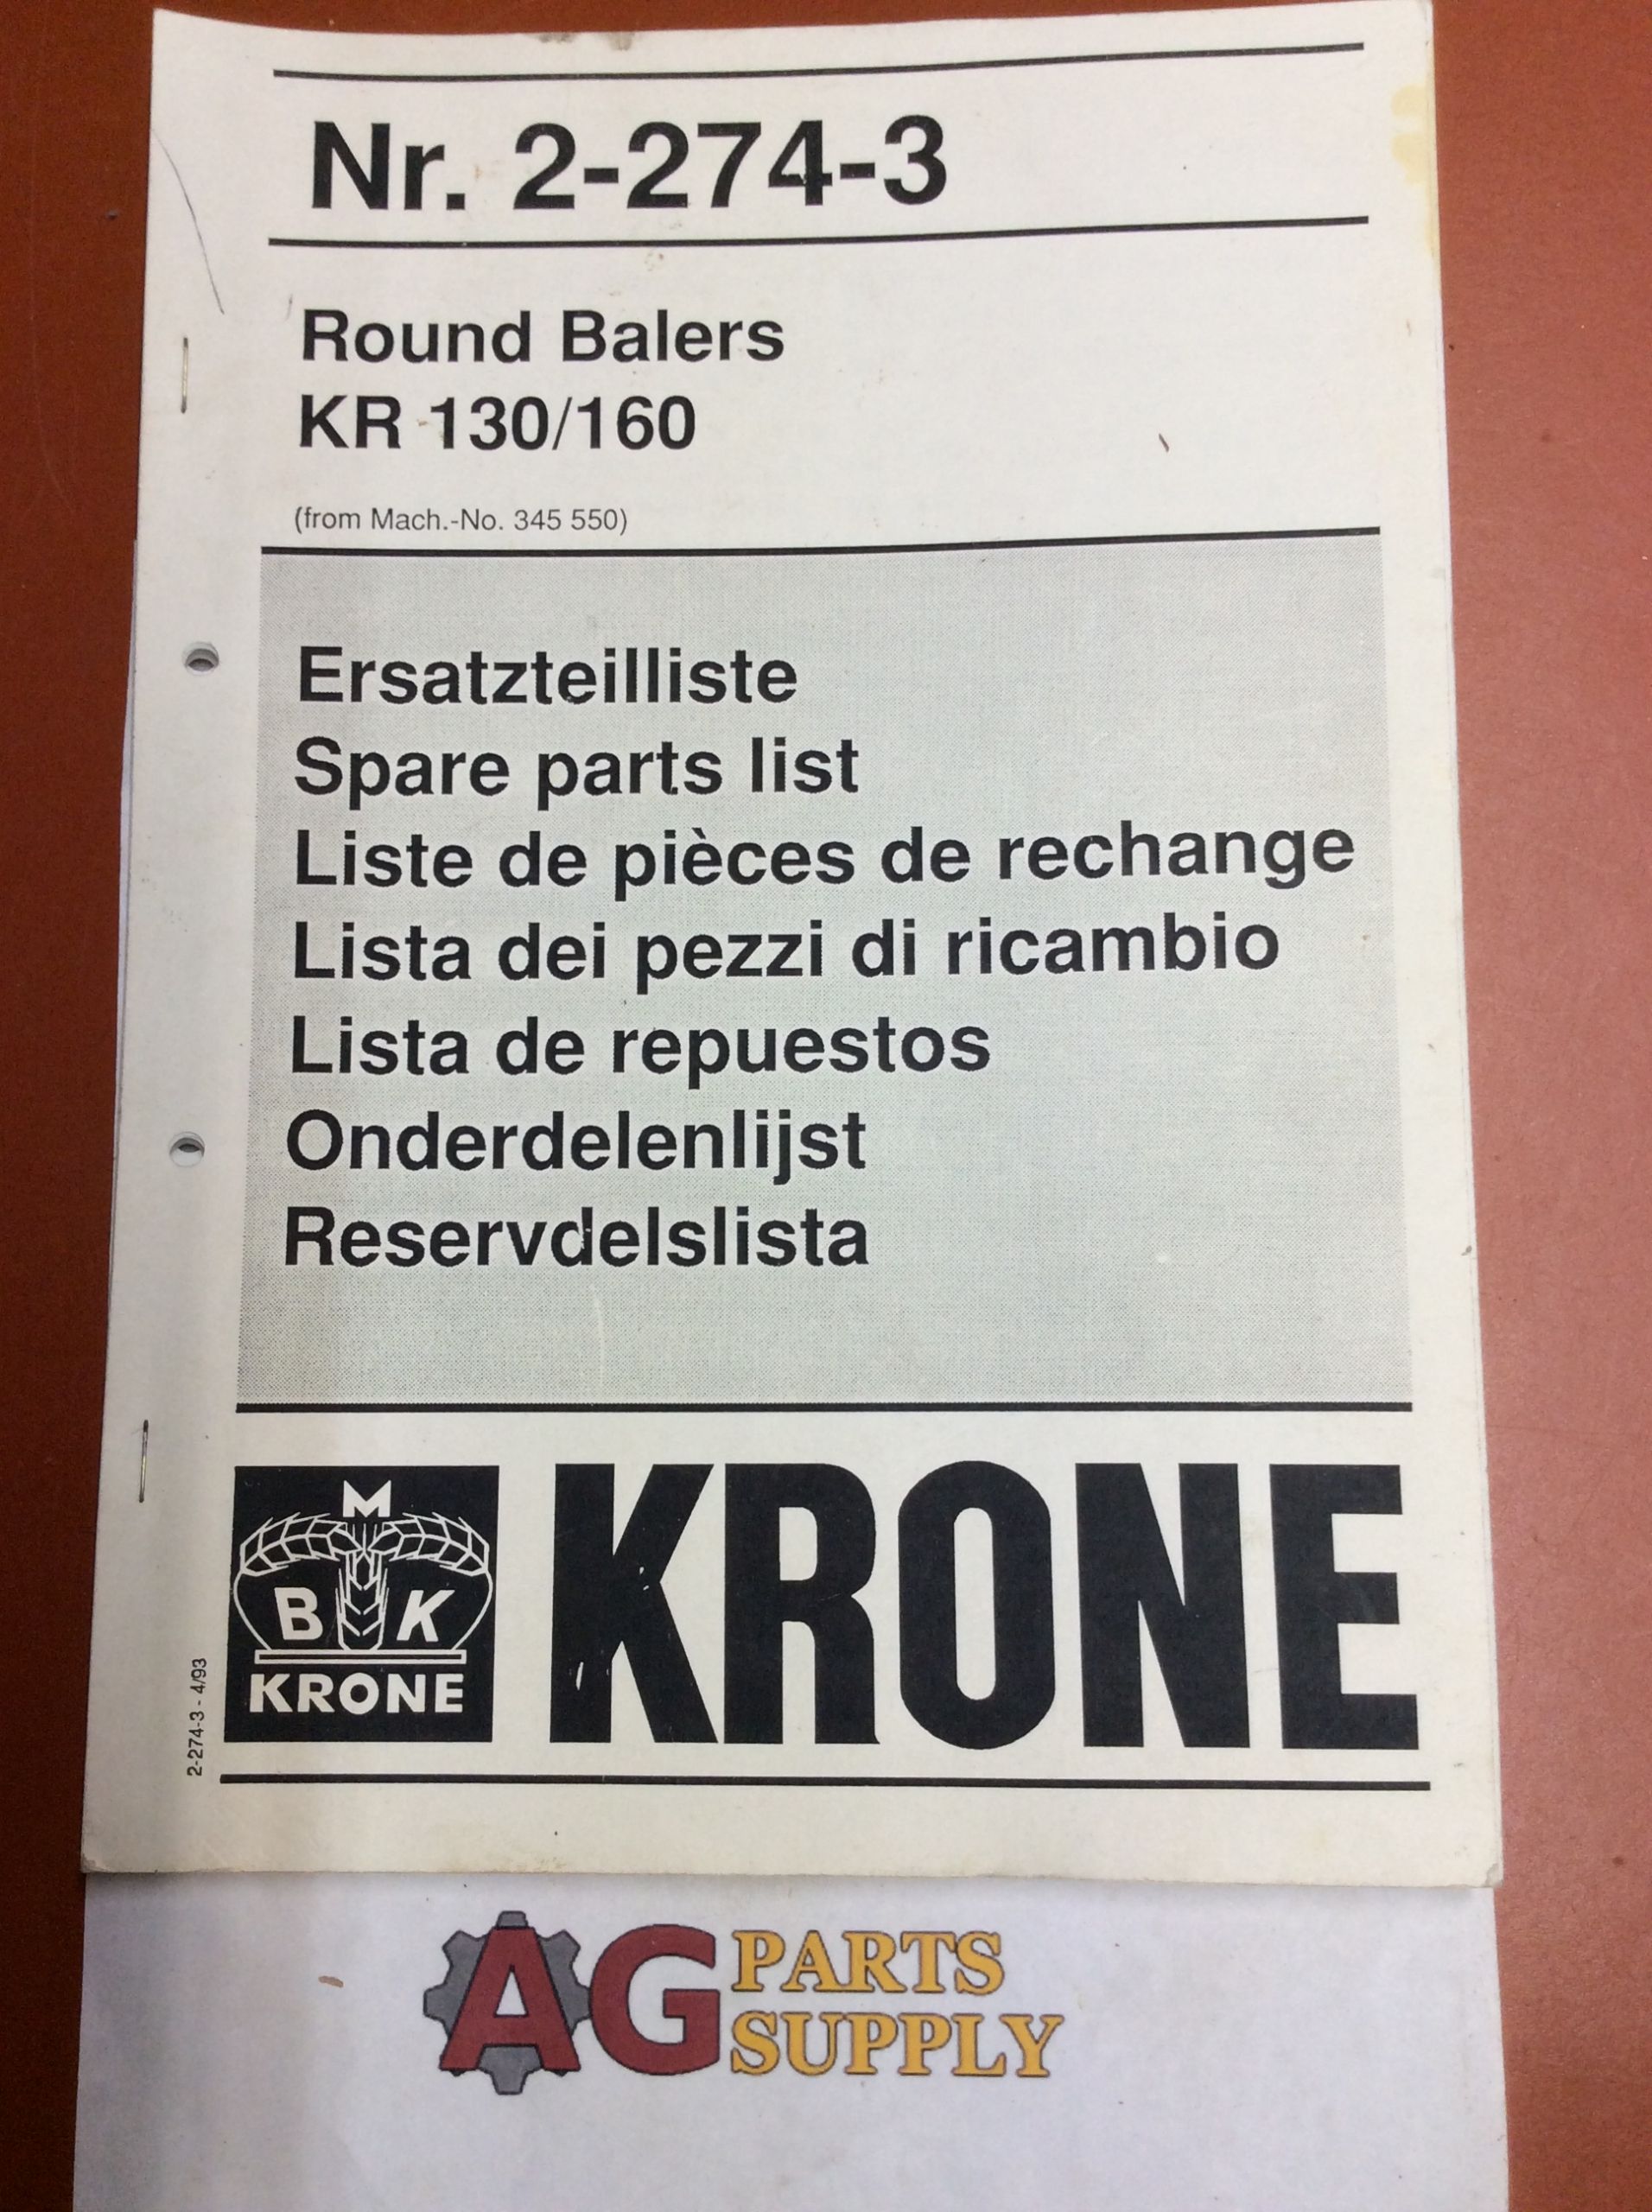 Nr. 2-274-3
Round Balers
KR 130/160
(from Mach.-No. 345 550)
Ersatzteilliste
Spare parts list
Liste de pièces de rechange
Lista dei pezzi di ricambio
Lista de repuestos
Onderdelenlijst
Reservdelslista
M
B K
KRONE
KRONE
2-274-3 - 4/93
AG PARTS
SUPPLY